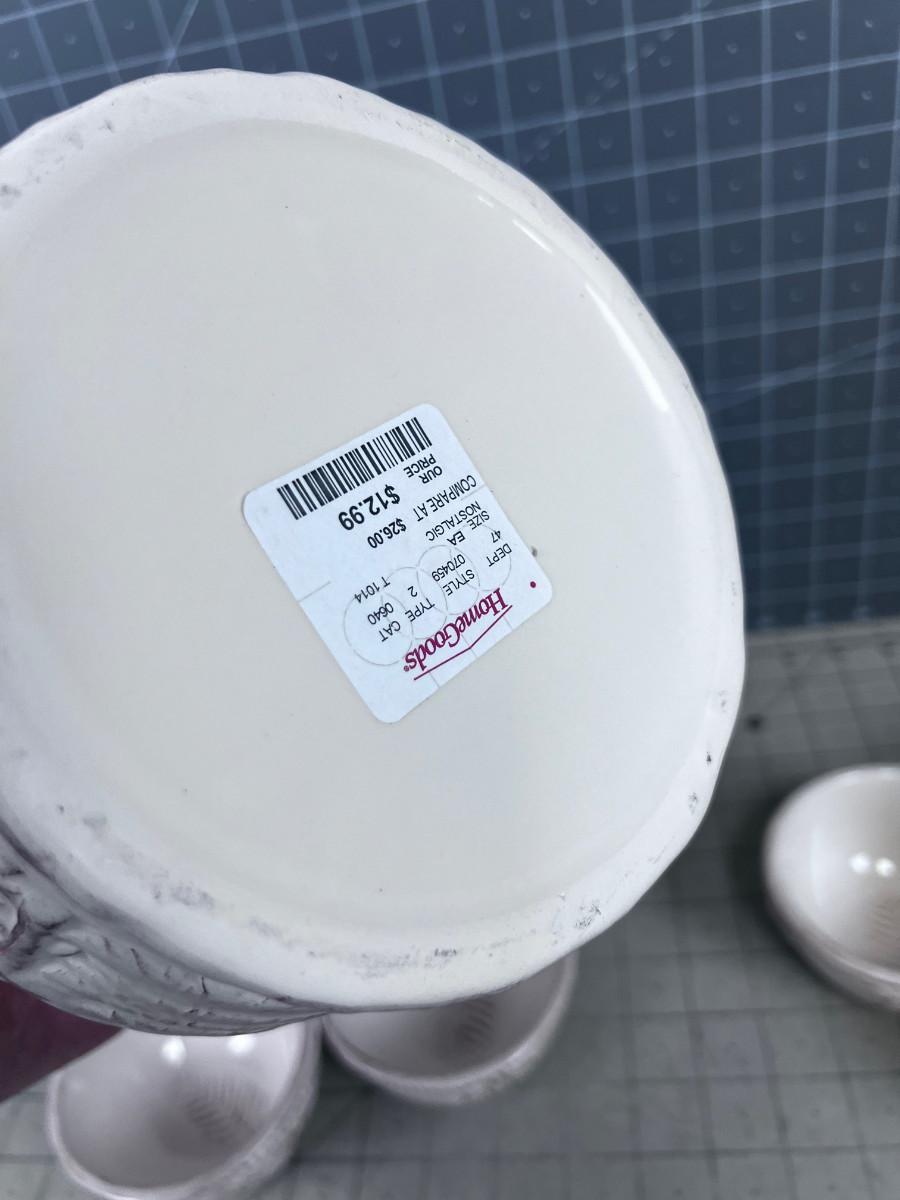 HomeGoods®
DEPT STYLE TYPE CAT
47 070459 2 0640
SIZE EA T 1014
NOSTALGIC
COMPARE AT $26.00
OUR PRICE $12.99